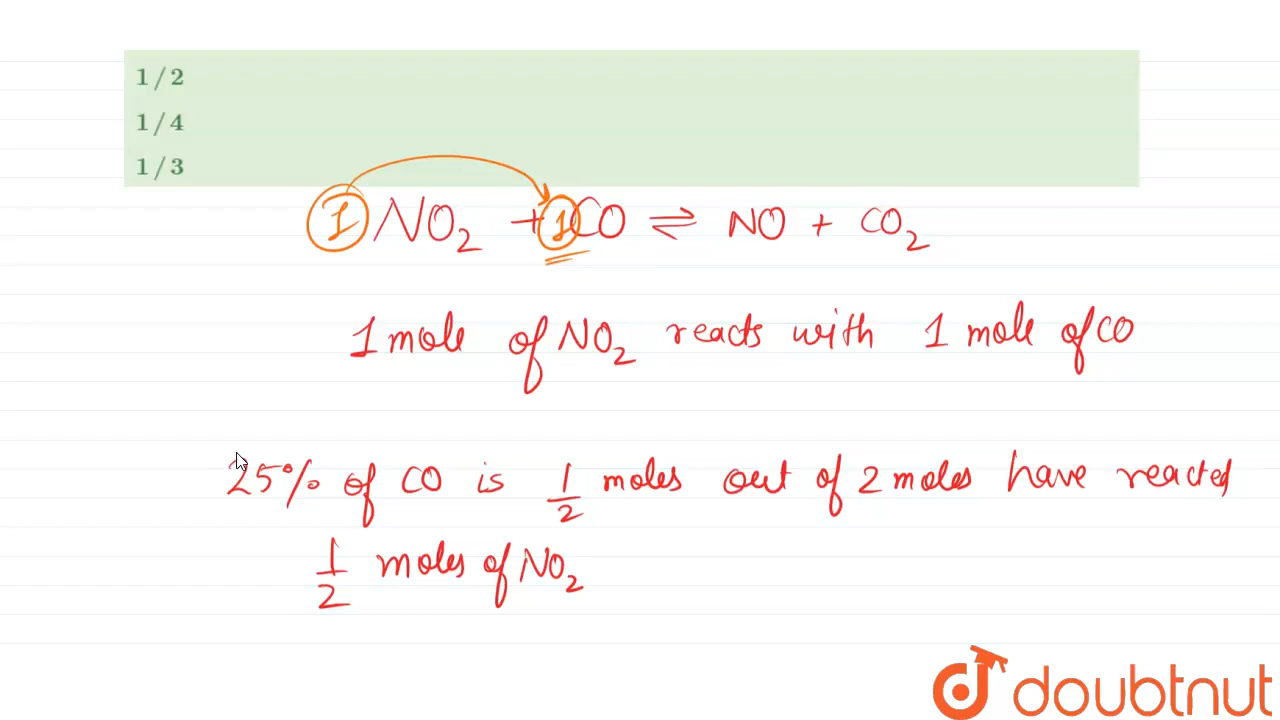 1/2
1/4
1/3
1 NO2 + 1CO ⇌ NO + CO2
1 mole of NO2 reacts with 1 mole of CO
25% of CO is 1/2 moles out of 2 moles have reacted
1/2 moles of NO2
doubtnut